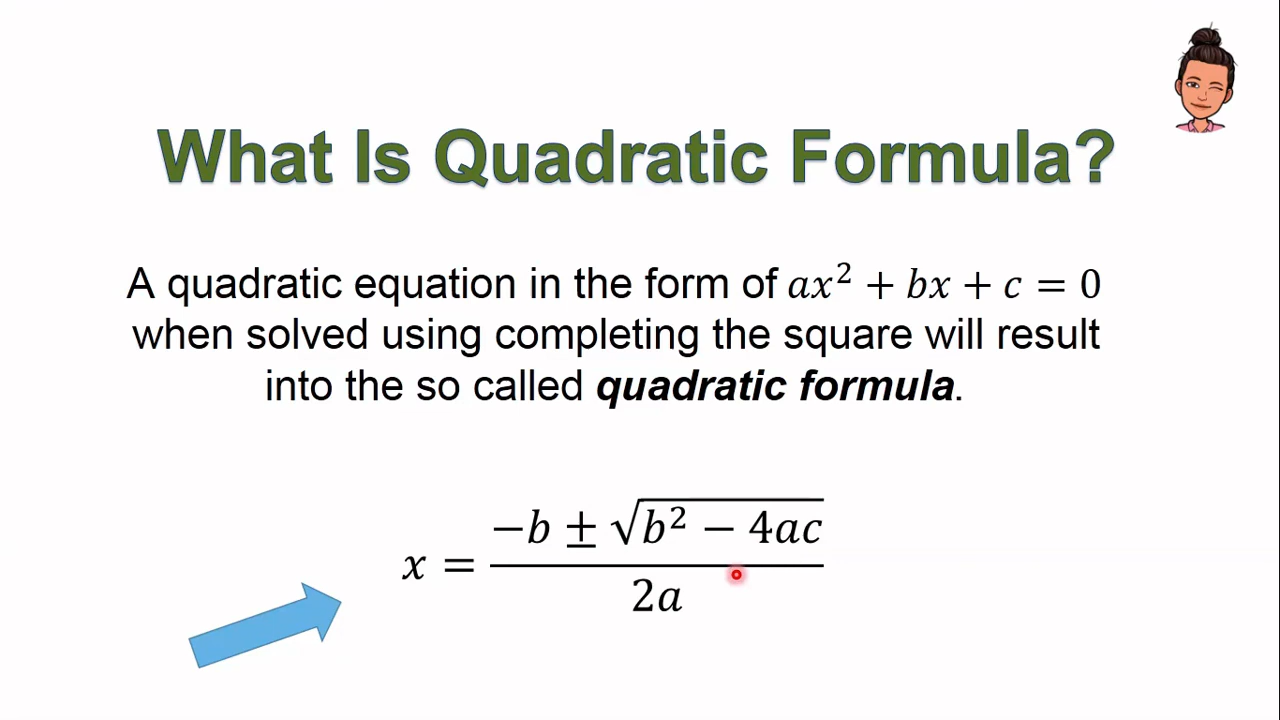 What Is Quadratic Formula?
A quadratic equation in the form of ax² + bx + c = 0
when solved using completing the square will result
into the so called quadratic formula.
x = (−b ± √(b² − 4ac)) / 2a